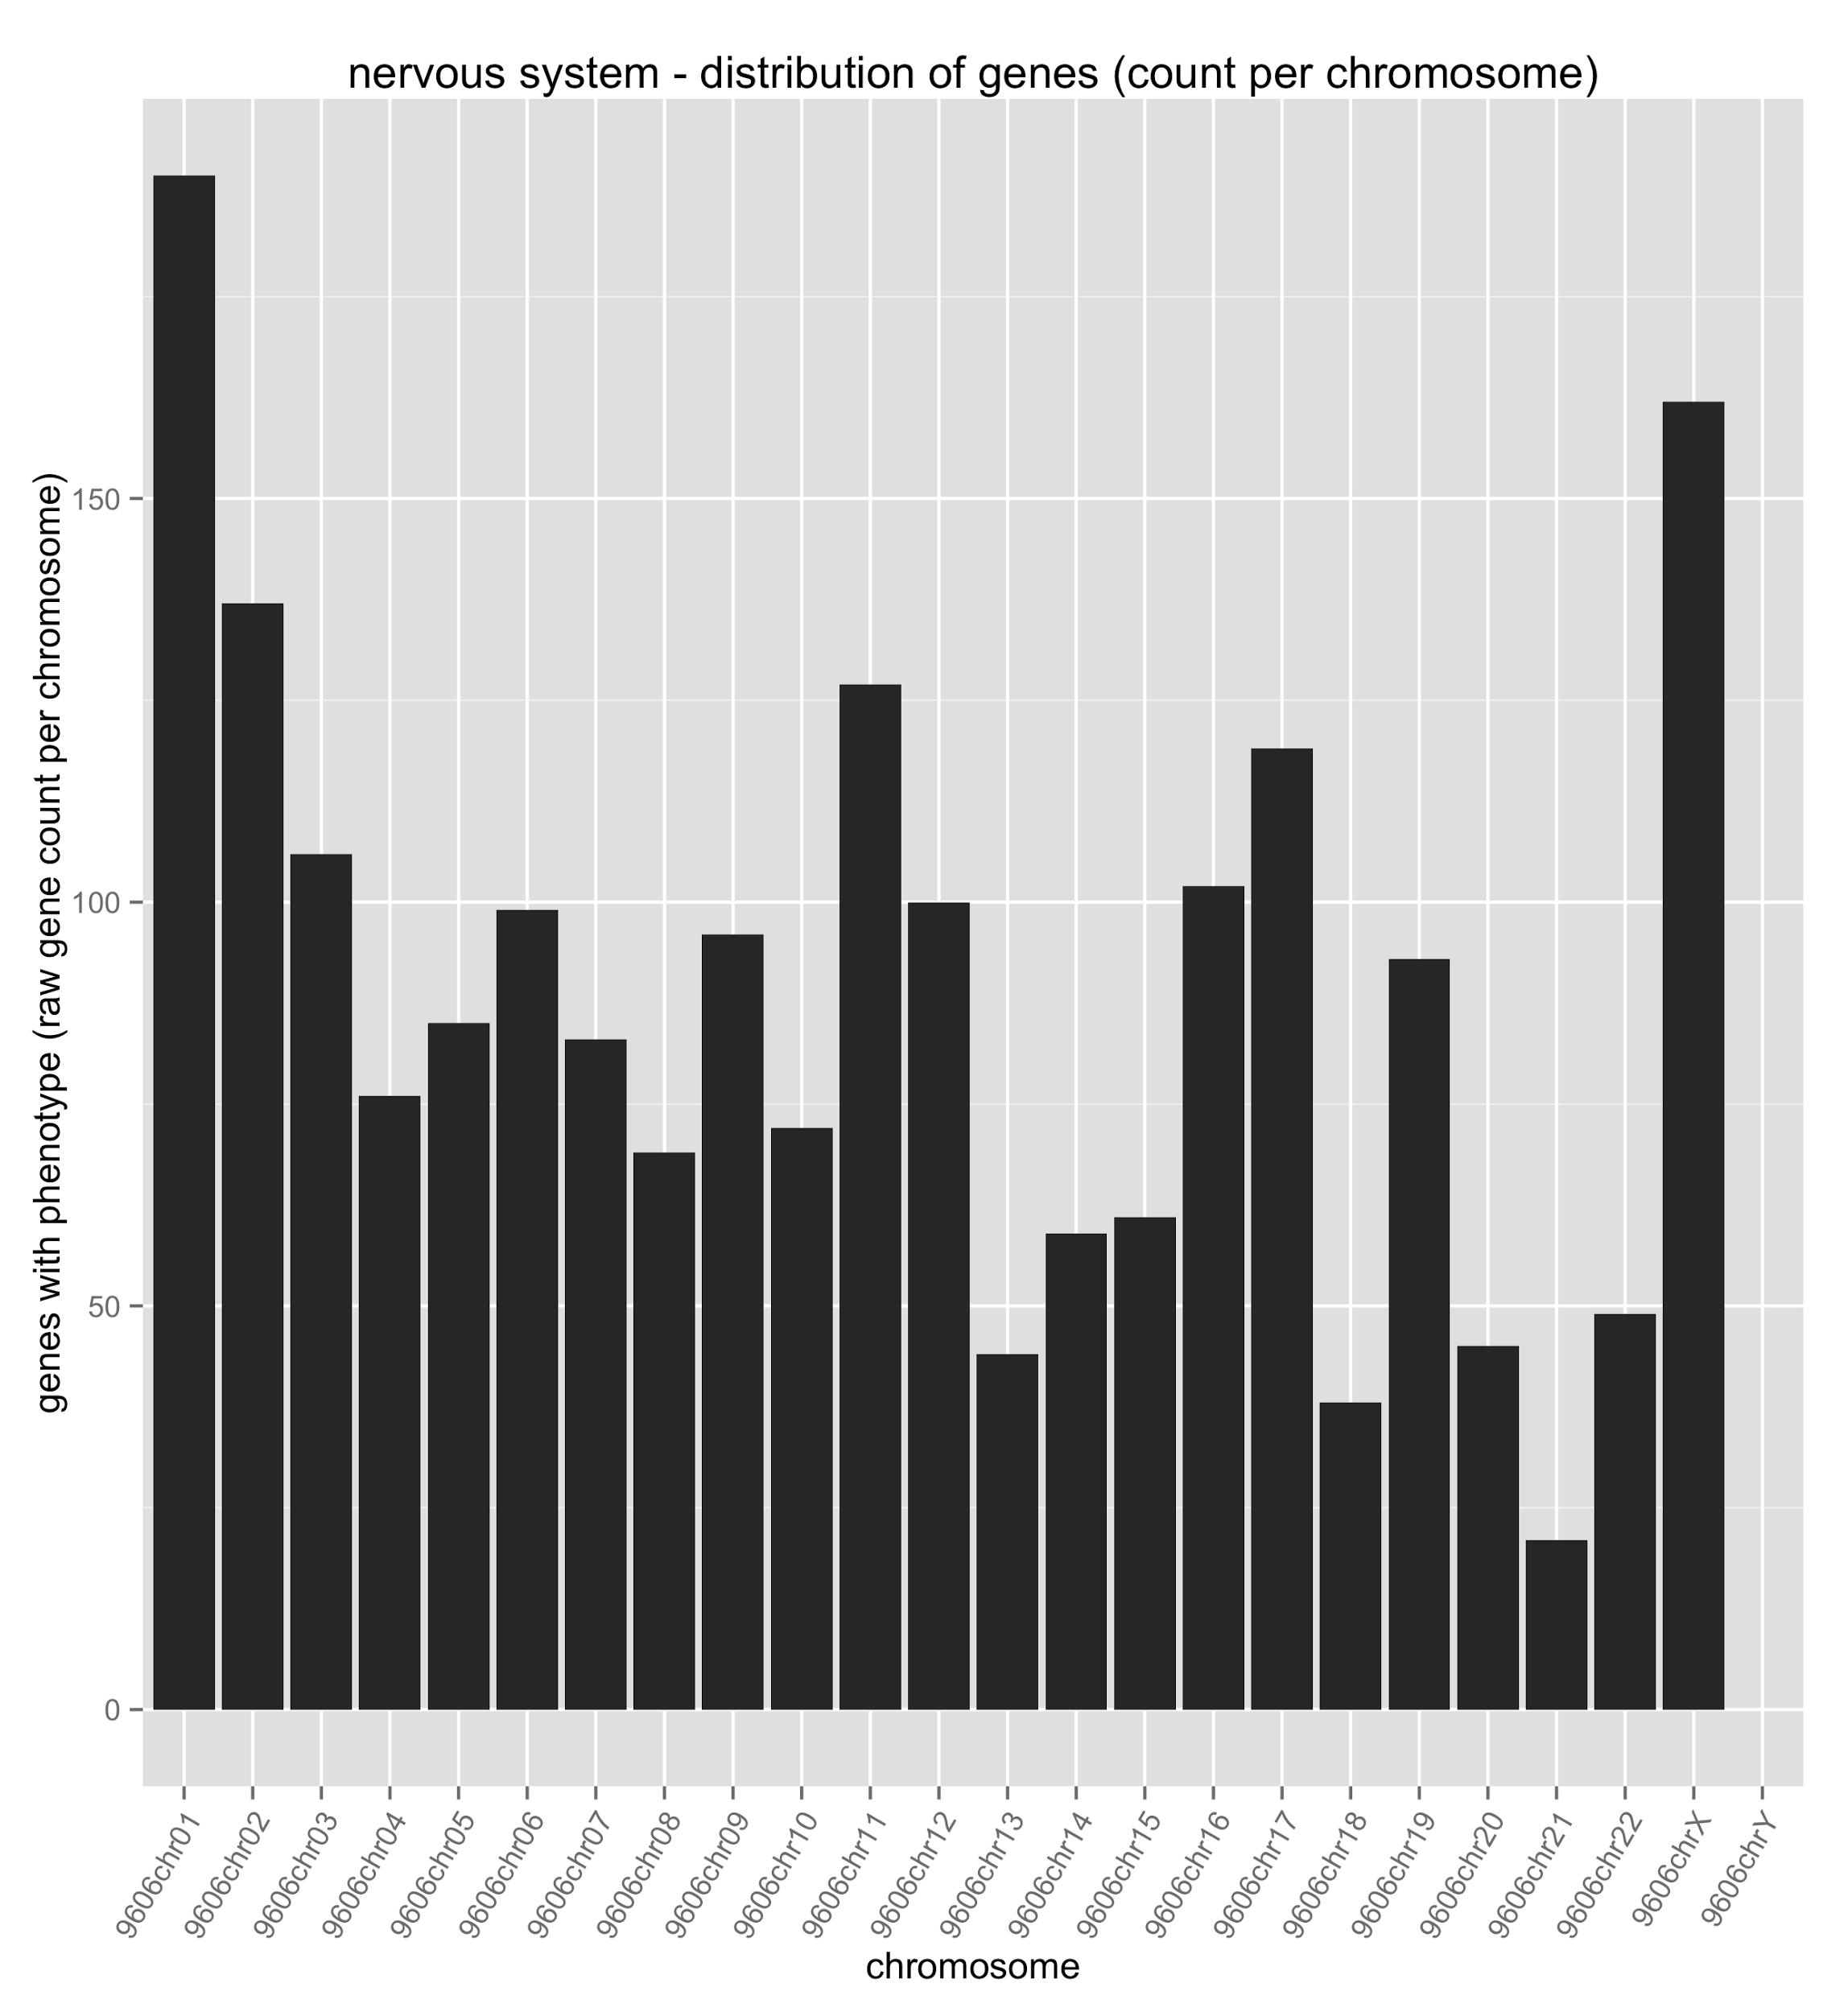 nervous system - distribution of genes (count per chromosome)
genes with phenotype (raw gene count per chromosome)
150
100
50
0
9606chr01
9606chr02
9606chr03
9606chr04
9606chr05
9606chr06
9606chr07
9606chr08
9606chr09
9606chr10
9606chr11
9606chr12
9606chr13
9606chr14
9606chr15
9606chr16
9606chr17
9606chr18
9606chr19
9606chr20
9606chr21
9606chr22
9606chrX
9606chrY
chromosome